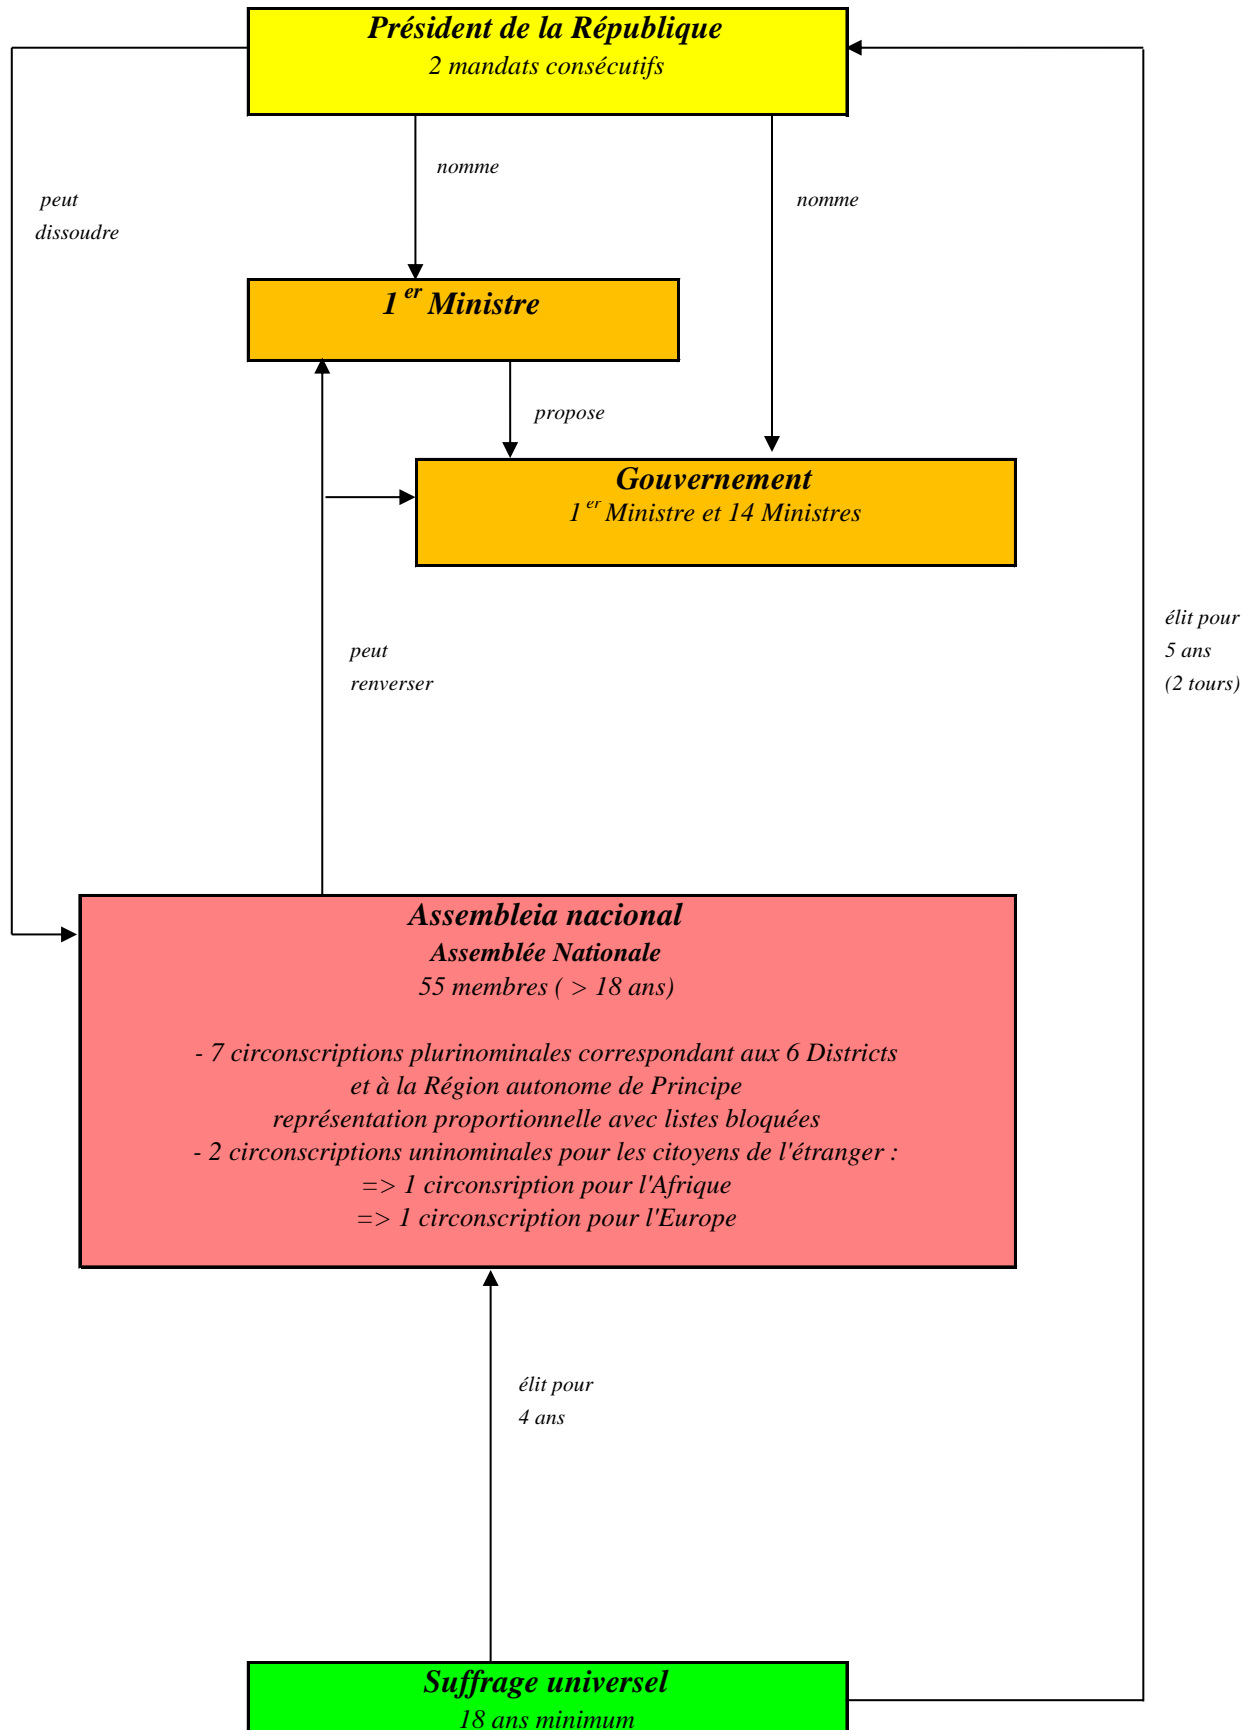 Président de la République
2 mandats consécutifs
nomme
peut
dissoudre
nomme
1er Ministre
propose
Gouvernement
1er Ministre et 14 Ministres
élit pour
5 ans
(2 tours)
peut
renverser
Assembleia nacional
Assemblée Nationale
55 membres ( > 18 ans)
- 7 circonscriptions plurinominales correspondant aux 6 Districts
et à la Région autonome de Principe
représentation proportionnelle avec listes bloquées
- 2 circonscriptions uninominales pour les citoyens de l'étranger :
=> 1 circonsription pour l'Afrique
=> 1 circonscription pour l'Europe
élit pour
4 ans
Suffrage universel
18 ans minimum